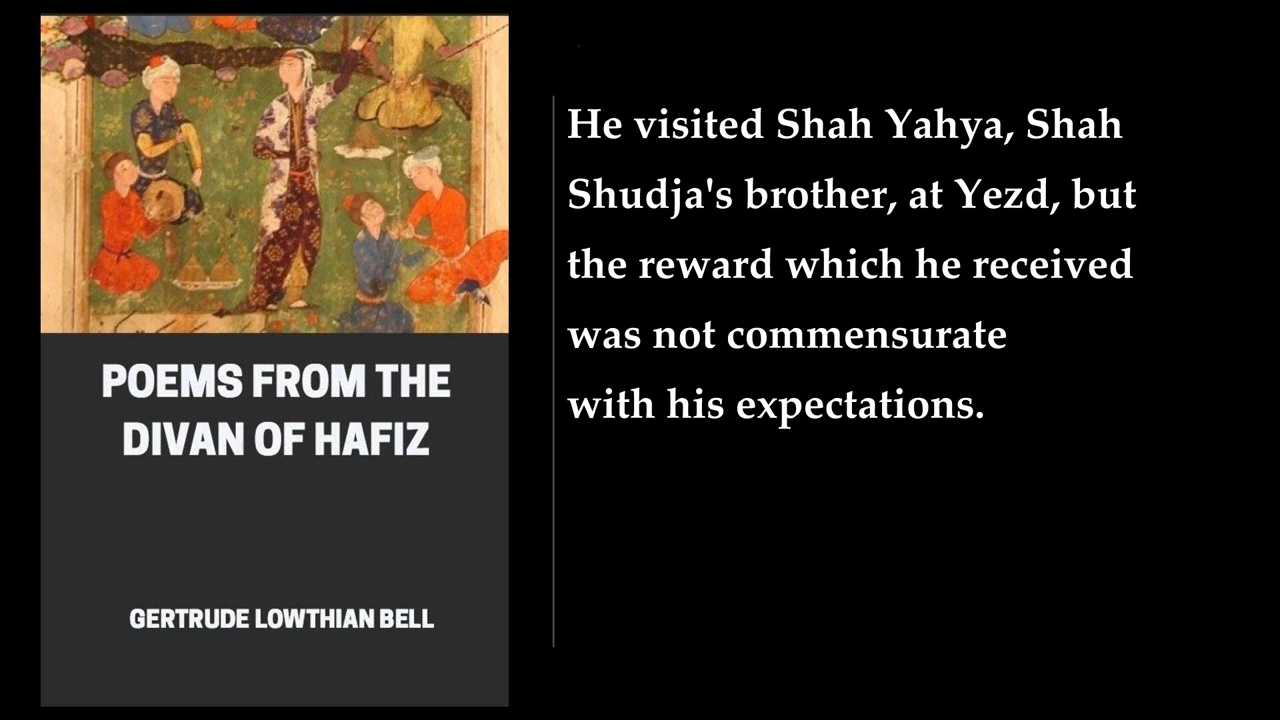 POEMS FROM THE
DIVAN OF HAFIZ
GERTRUDE LOWTHIAN BELL
He visited Shah Yahya, Shah
Shudja's brother, at Yezd, but
the reward which he received
was not commensurate
with his expectations.